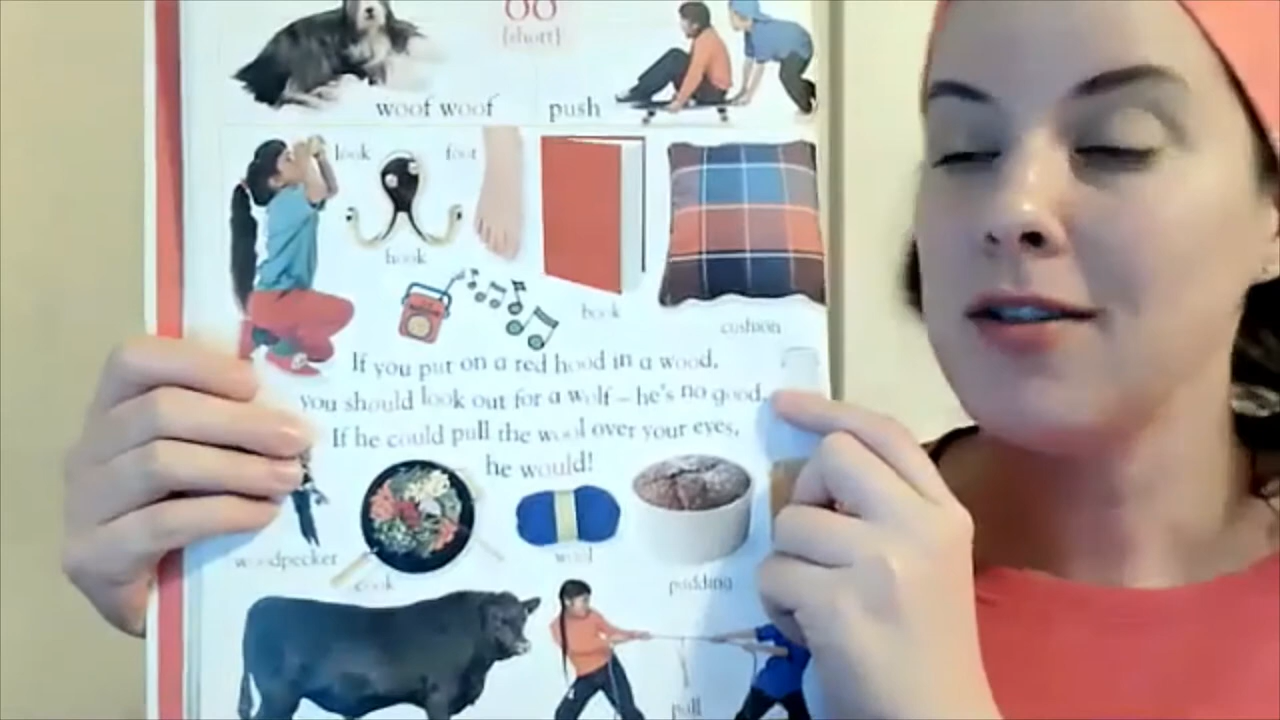 oo
(short)
woof woof
push
look
foot
hook
book
cushion
If you put on a red hood in a wood,
you should look out for a wolf – he's no good.
If he could pull the wool over your eyes,
he would!
woodpecker
cook
wool
pudding
pull